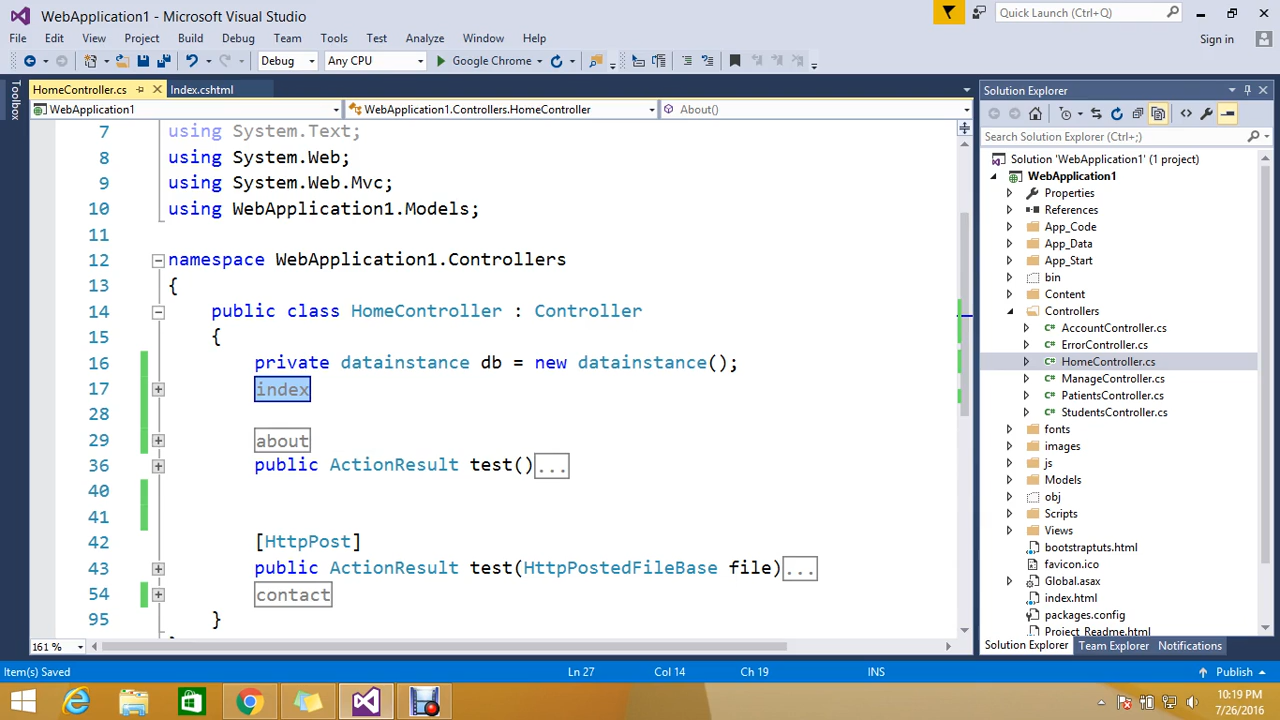 WebApplication1 - Microsoft Visual Studio
Quick Launch (Ctrl+Q)
File Edit View Project Build Debug Team Tools Test Analyze Window Help
Sign in
Debug Any CPU Google Chrome
Toolbox
HomeController.cs Index.cshtml
WebApplication1 WebApplication1.Controllers.HomeController About()
7 using System.Text;
8 using System.Web;
9 using System.Web.Mvc;
10 using WebApplication1.Models;
11
12 namespace WebApplication1.Controllers
13 {
14 public class HomeController : Controller
15 {
16 private datainstance db = new datainstance();
17 index
28
29 about
36 public ActionResult test()...
40
41
42 [HttpPost]
43 public ActionResult test(HttpPostedFileBase file)...
54 contact
95 }
161 %
Solution Explorer
Search Solution Explorer (Ctrl+;)
Solution 'WebApplication1' (1 project)
WebApplication1
Properties
References
App_Code
App_Data
App_Start
bin
Content
Controllers
AccountController.cs
ErrorController.cs
HomeController.cs
ManageController.cs
PatientsController.cs
StudentsController.cs
fonts
images
js
Models
obj
Scripts
Views
bootstraptuts.html
favicon.ico
Global.asax
index.html
packages.config
Project_Readme.html
Solution Explorer Team Explorer Notifications
Item(s) Saved Ln 27 Col 14 Ch 19 INS Publish
10:19 PM
7/26/2016